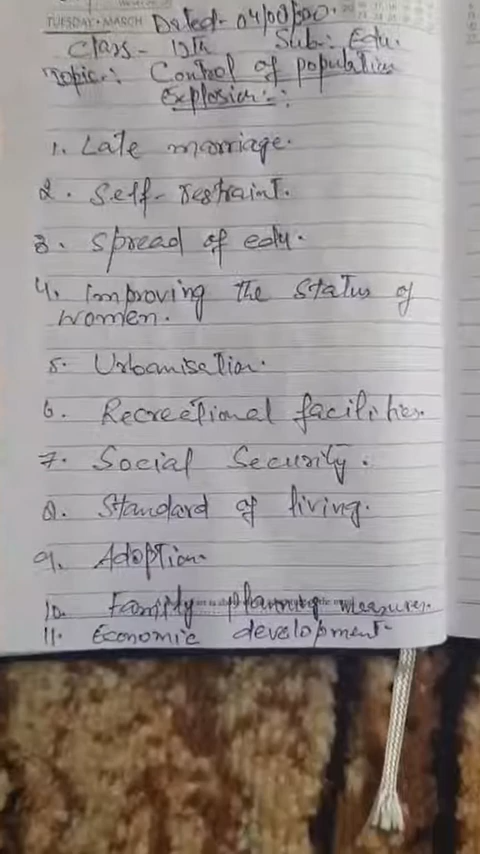 TUESDAY • MARCH Dated- 04/08/200
Class- 12th Sub:- Edu.
Topic:- Control of population
Explosion:-
1. Late marriage.
2. Self-restraint.
3. Spread of edu.
4. Improving the status of
women.
5. Urbanisation.
6. Recreational facilities.
7. Social Security.
8. Standard of living.
9. Adoption.
10. Family planning measures.
11. Economic development.